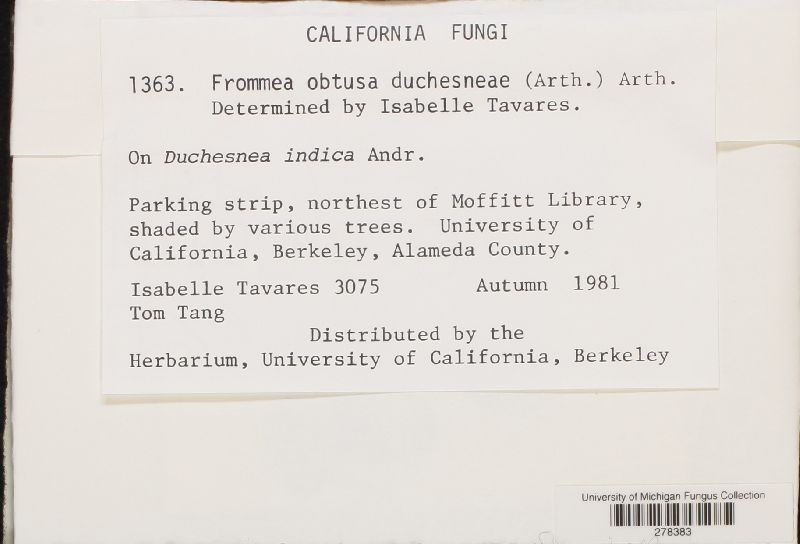 CALIFORNIA FUNGI
1363. Frommea obtusa duchesneae (Arth.) Arth.
Determined by Isabelle Tavares.
On Duchesnea indica Andr.
Parking strip, northest of Moffitt Library,
shaded by various trees. University of
California, Berkeley, Alameda County.
Isabelle Tavares 3075 Autumn 1981
Tom Tang
Distributed by the
Herbarium, University of California, Berkeley
University of Michigan Fungus Collection
278383